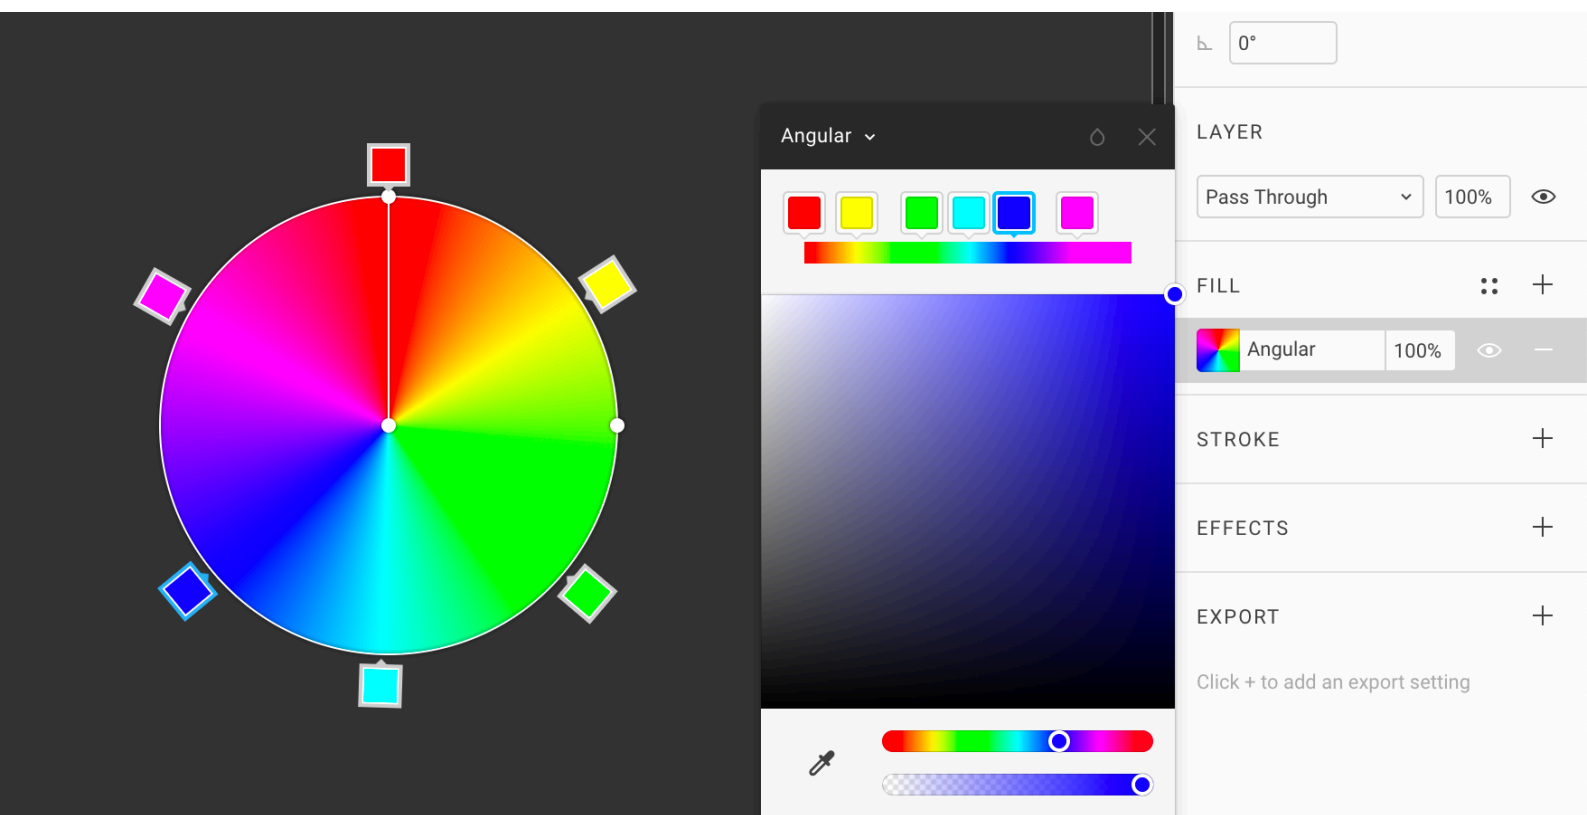 0°
Angular
LAYER
Pass Through 100%
FILL
Angular 100%
STROKE
EFFECTS
EXPORT
Click + to add an export setting